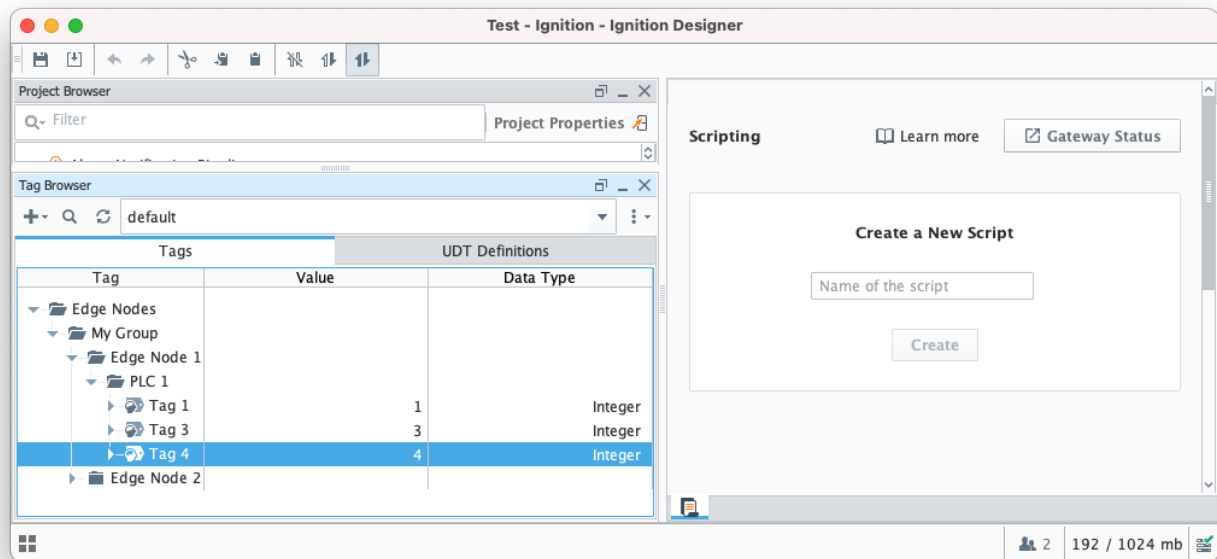 Test - Ignition - Ignition Designer
Project Browser
Filter
Project Properties
Tag Browser
default
Tags UDT Definitions
Tag Value Data Type
Edge Nodes
My Group
Edge Node 1
PLC 1
Tag 1 1 Integer
Tag 3 3 Integer
Tag 4 4 Integer
Edge Node 2
Scripting
Learn more
Gateway Status
Create a New Script
Name of the script
Create
2
192 / 1024 mb